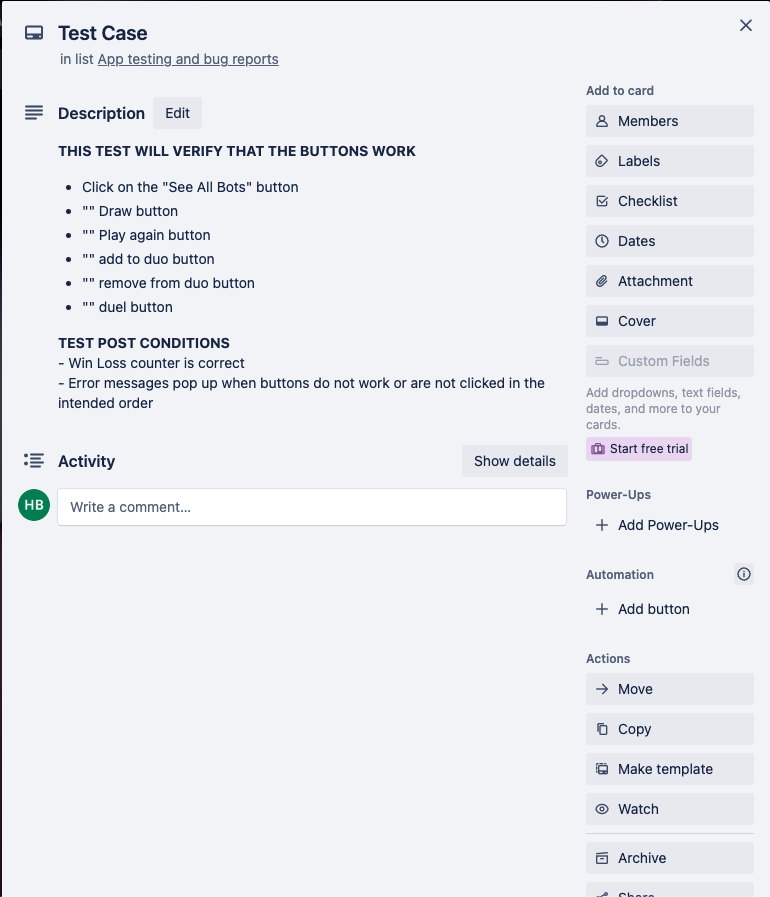 Test Case
in list App testing and bug reports
Description
Edit
THIS TEST WILL VERIFY THAT THE BUTTONS WORK
• Click on the "See All Bots" button
• "" Draw button
• "" Play again button
• "" add to duo button
• "" remove from duo button
• "" duel button
TEST POST CONDITIONS
- Win Loss counter is correct
- Error messages pop up when buttons do not work or are not clicked in the
intended order
Activity
Show details
HB
Write a comment...
Add to card
Members
Labels
Checklist
Dates
Attachment
Cover
Custom Fields
Add dropdowns, text fields,
dates, and more to your
cards.
Start free trial
Power-Ups
+ Add Power-Ups
Automation
+ Add button
Actions
Move
Copy
Make template
Watch
Archive
Share